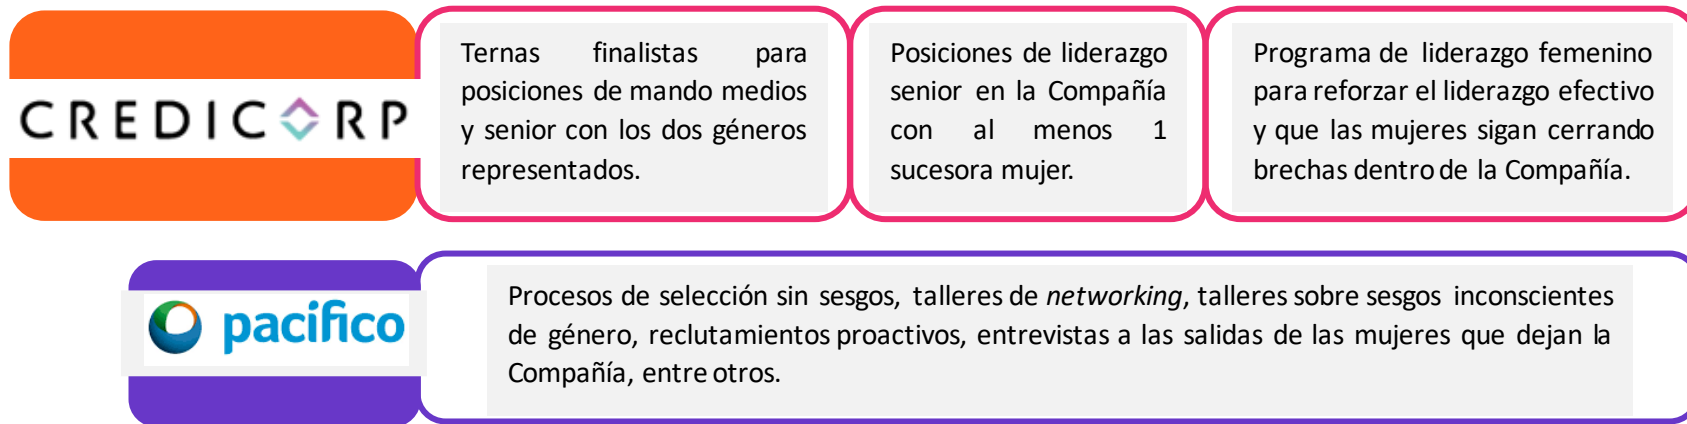 CREDICORP
Ternas finalistas para
posiciones de mando medios
y senior con los dos géneros
representados.
Posiciones de liderazgo
senior en la Compañía
con al menos 1
sucesora mujer.
Programa de liderazgo femenino
para reforzar el liderazgo efectivo
y que las mujeres sigan cerrando
brechas dentro de la Compañía.
pacifico
Procesos de selección sin sesgos, talleres de networking, talleres sobre sesgos inconscientes
de género, reclutamientos proactivos, entrevistas a las salidas de las mujeres que dejan la
Compañía, entre otros.